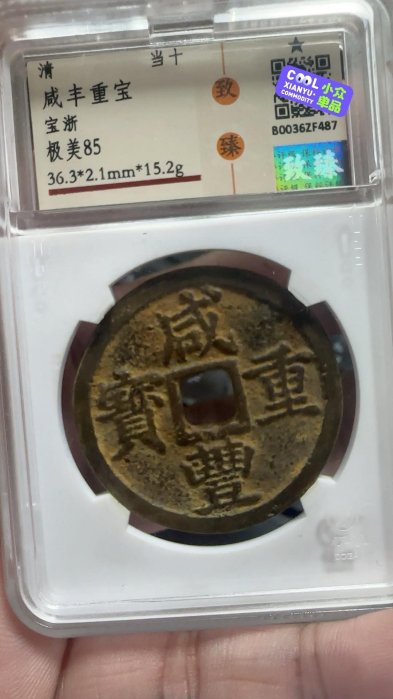 清 当十
咸丰重宝
宝浙
极美85
36.3*2.1mm*15.2g
致
臻
COOL 小众
XIANYU· 单品
COMMODITY
B0036ZF487
致臻
咸
重
寶
豐